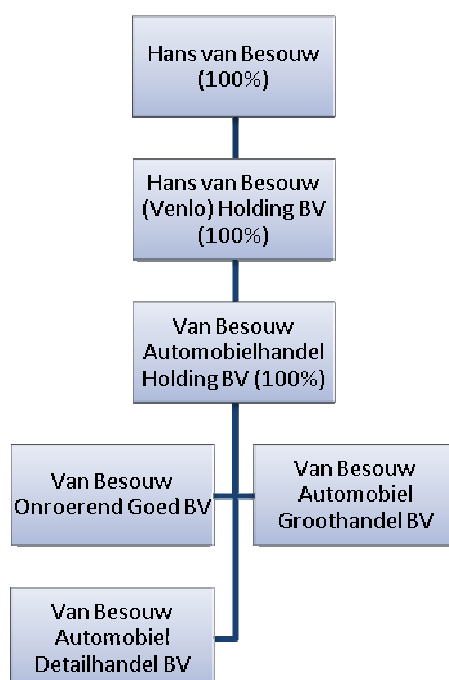 Hans van Besouw
(100%)
Hans van Besouw
(Venlo) Holding BV
(100%)
Van Besouw
Automobielhandel
Holding BV (100%)
Van Besouw
Onroerend Goed BV
Van Besouw
Automobiel
Groothandel BV
Van Besouw
Automobiel
Detailhandel BV